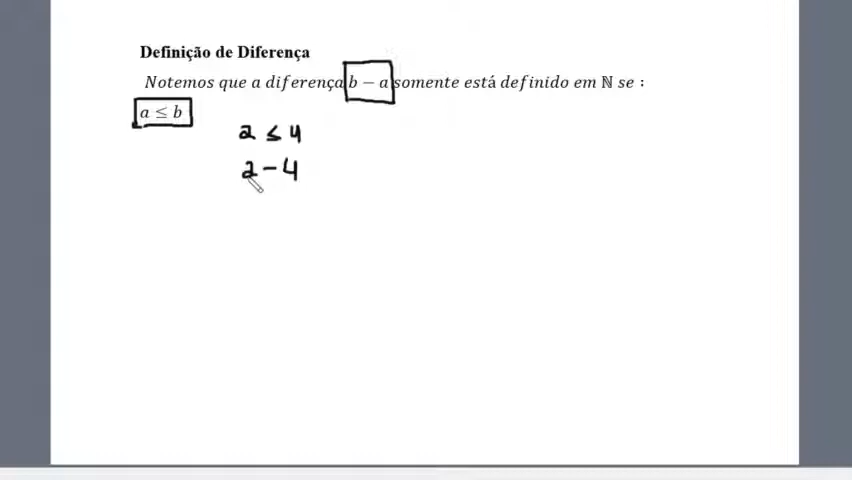 Definição de Diferença
Notemos que a diferença b − a somente está definido em ℕ se :
a ≤ b
2 ≤ 4
2 − 4